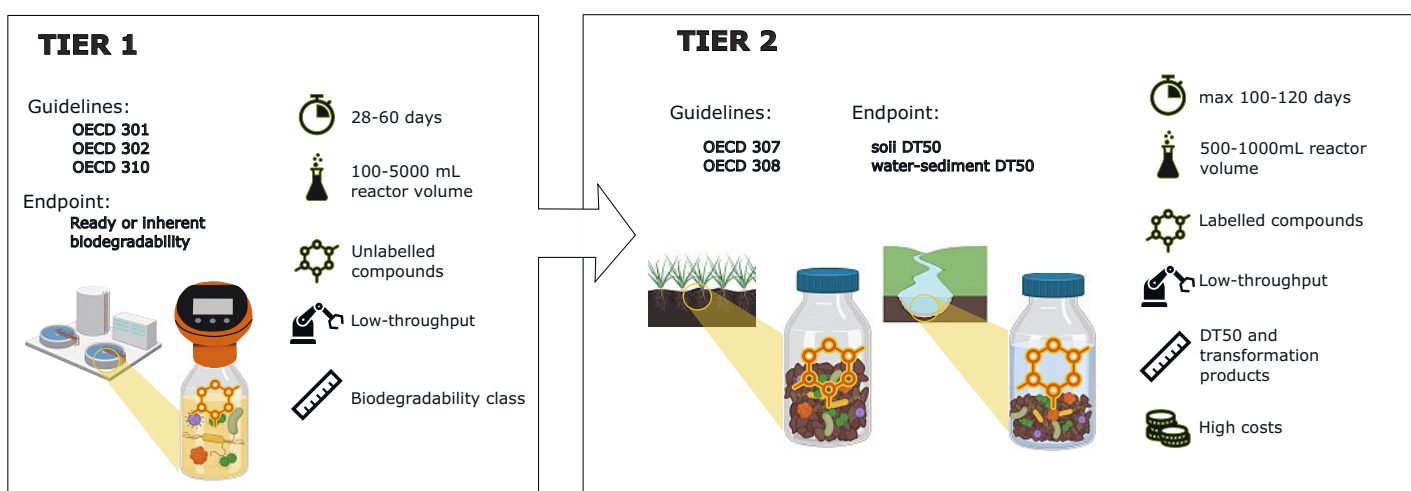 TIER 1
Guidelines:
OECD 301
OECD 302
OECD 310
Endpoint:
Ready or inherent
biodegradability
28-60 days
100-5000 mL
reactor volume
Unlabelled
compounds
Low-throughput
Biodegradability class
TIER 2
Guidelines:
OECD 307
OECD 308
Endpoint:
soil DT50
water-sediment DT50
max 100-120 days
500-1000mL reactor
volume
Labelled compounds
Low-throughput
DT50 and
transformation
products
High costs